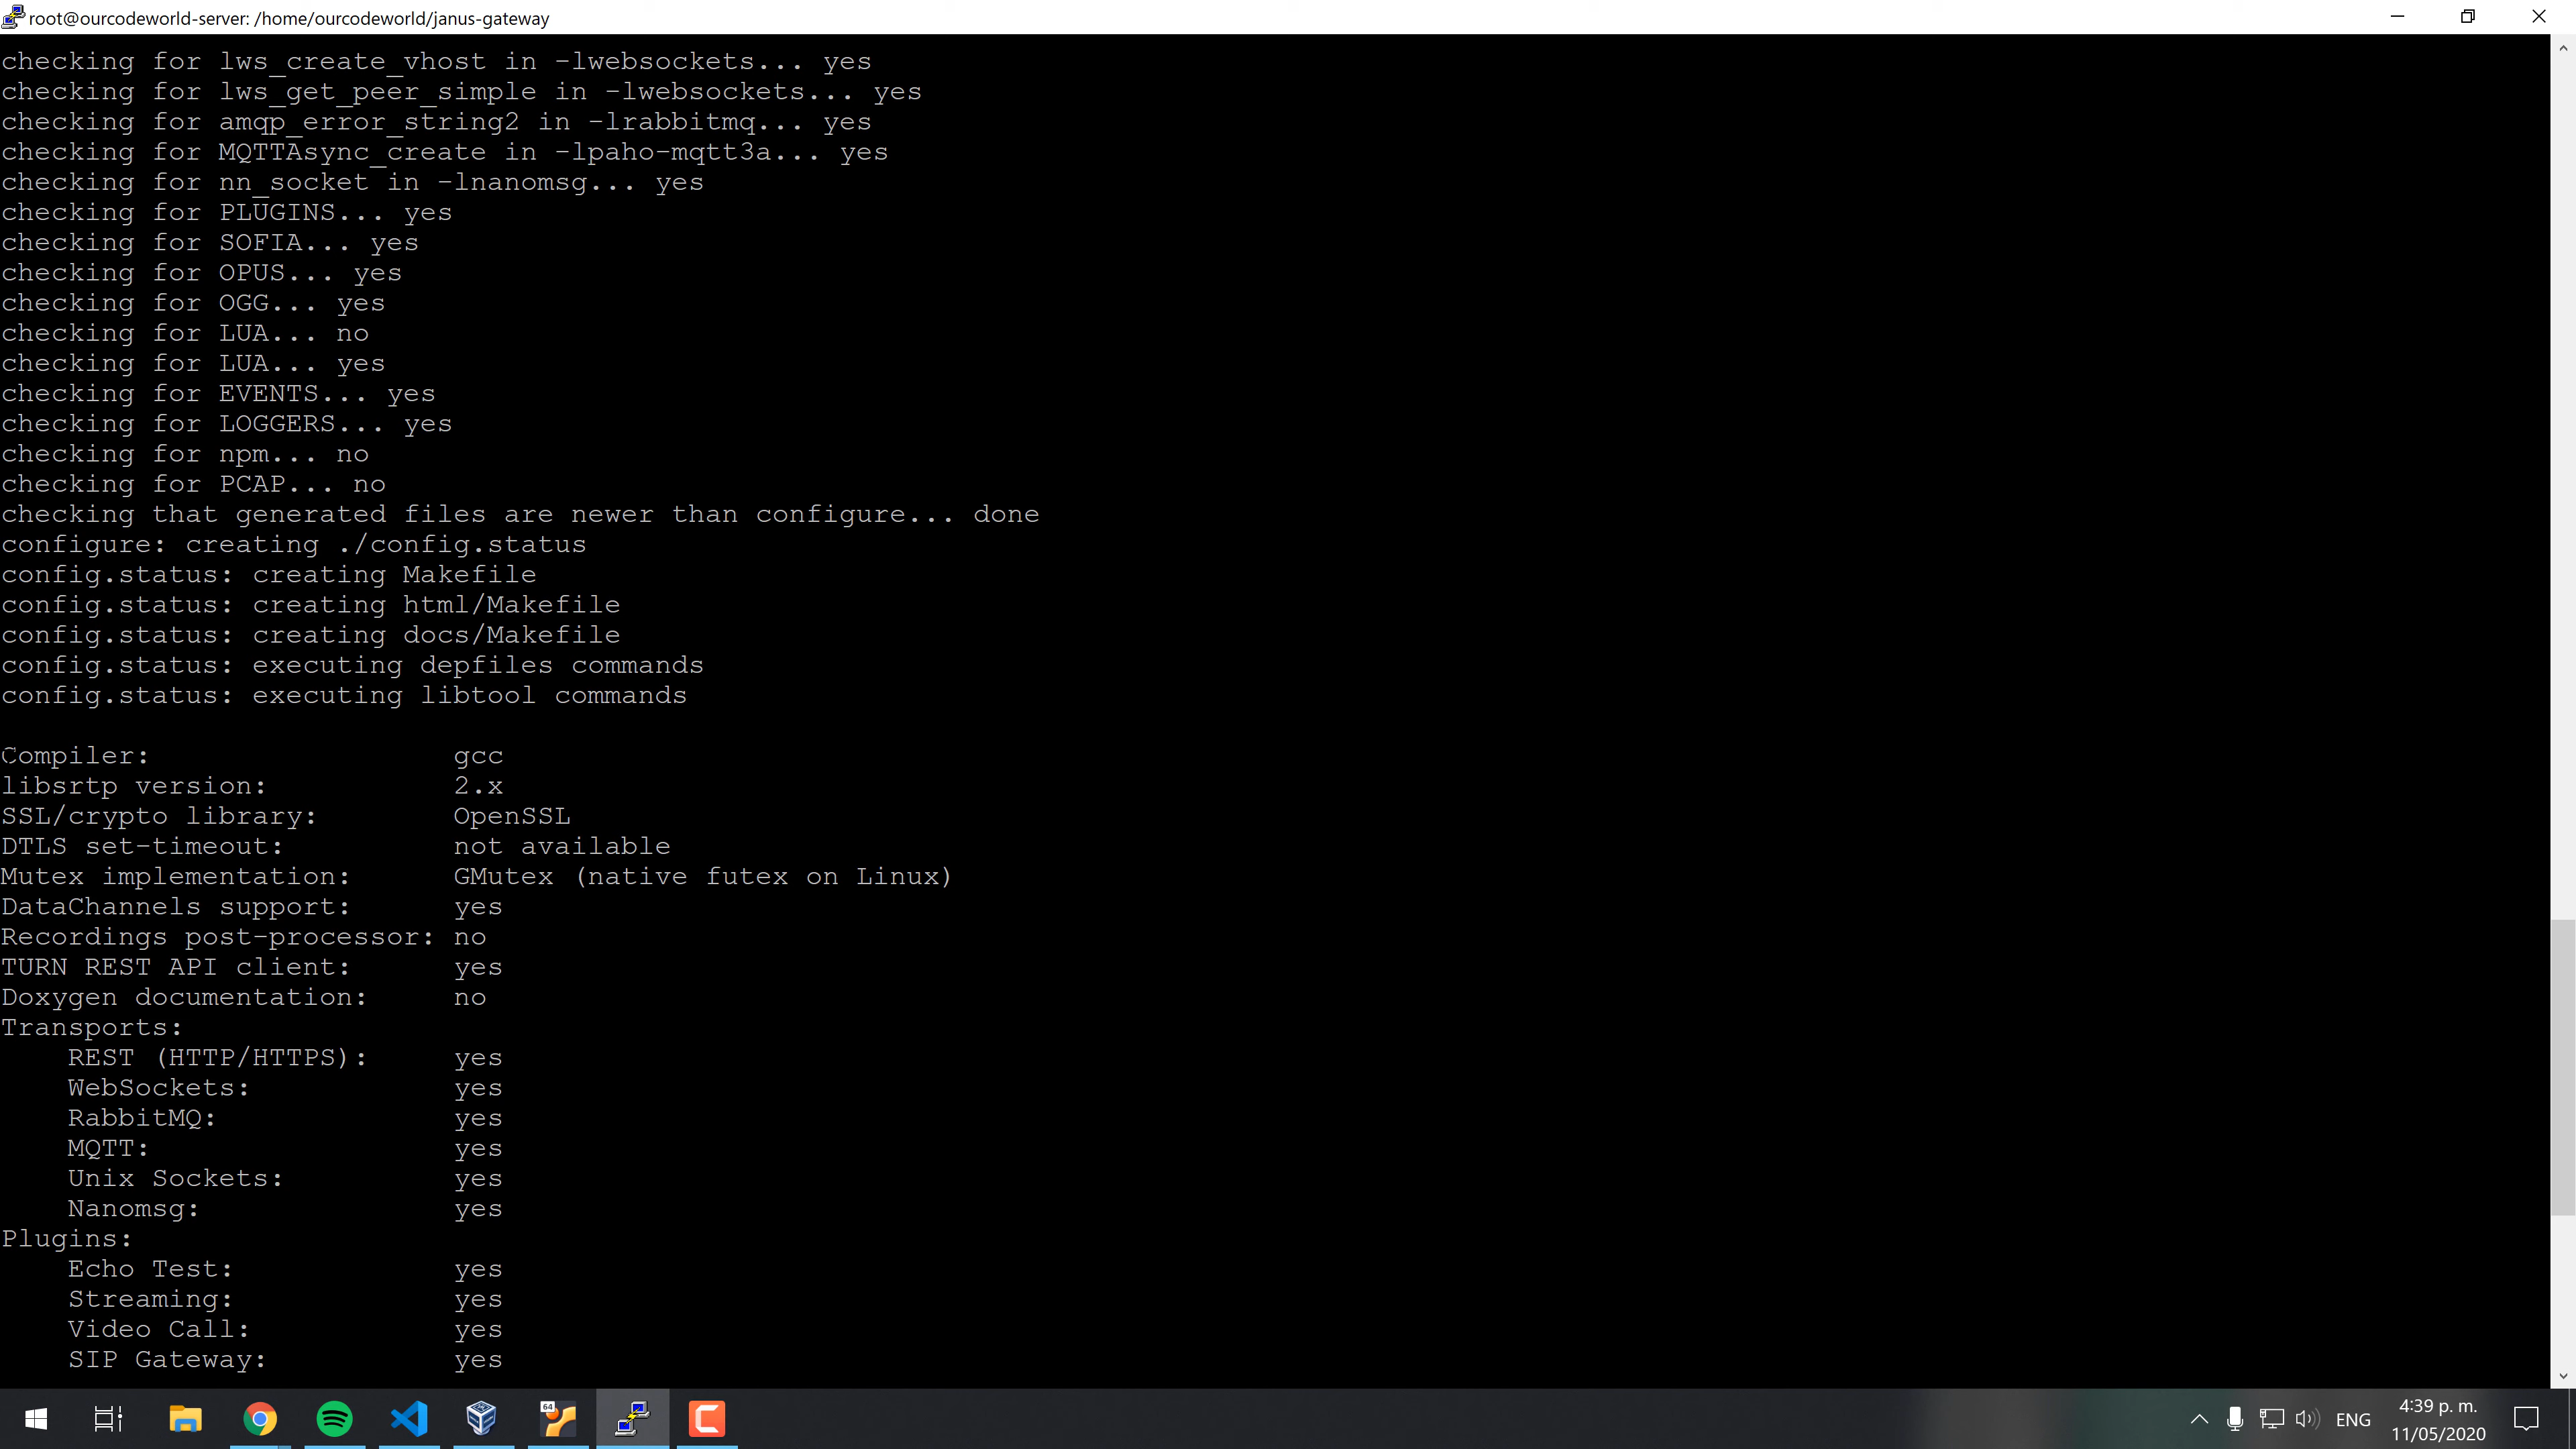 root@ourcodeworld-server: /home/ourcodeworld/janus-gateway
checking for lws_create_vhost in -lwebsockets... yes
checking for lws_get_peer_simple in -lwebsockets... yes
checking for amqp_error_string2 in -lrabbitmq... yes
checking for MQTTAsync_create in -lpaho-mqtt3a... yes
checking for nn_socket in -lnanomsg... yes
checking for PLUGINS... yes
checking for SOFIA... yes
checking for OPUS... yes
checking for OGG... yes
checking for LUA... no
checking for LUA... yes
checking for EVENTS... yes
checking for LOGGERS... yes
checking for npm... no
checking for PCAP... no
checking that generated files are newer than configure... done
configure: creating ./config.status
config.status: creating Makefile
config.status: creating html/Makefile
config.status: creating docs/Makefile
config.status: executing depfiles commands
config.status: executing libtool commands
Compiler: gcc
libsrtp version: 2.x
SSL/crypto library: OpenSSL
DTLS set-timeout: not available
Mutex implementation: GMutex (native futex on Linux)
DataChannels support: yes
Recordings post-processor: no
TURN REST API client: yes
Doxygen documentation: no
Transports:
REST (HTTP/HTTPS): yes
WebSockets: yes
RabbitMQ: yes
MQTT: yes
Unix Sockets: yes
Nanomsg: yes
Plugins:
Echo Test: yes
Streaming: yes
Video Call: yes
SIP Gateway: yes
64
ENG
4:39 p. m.
11/05/2020